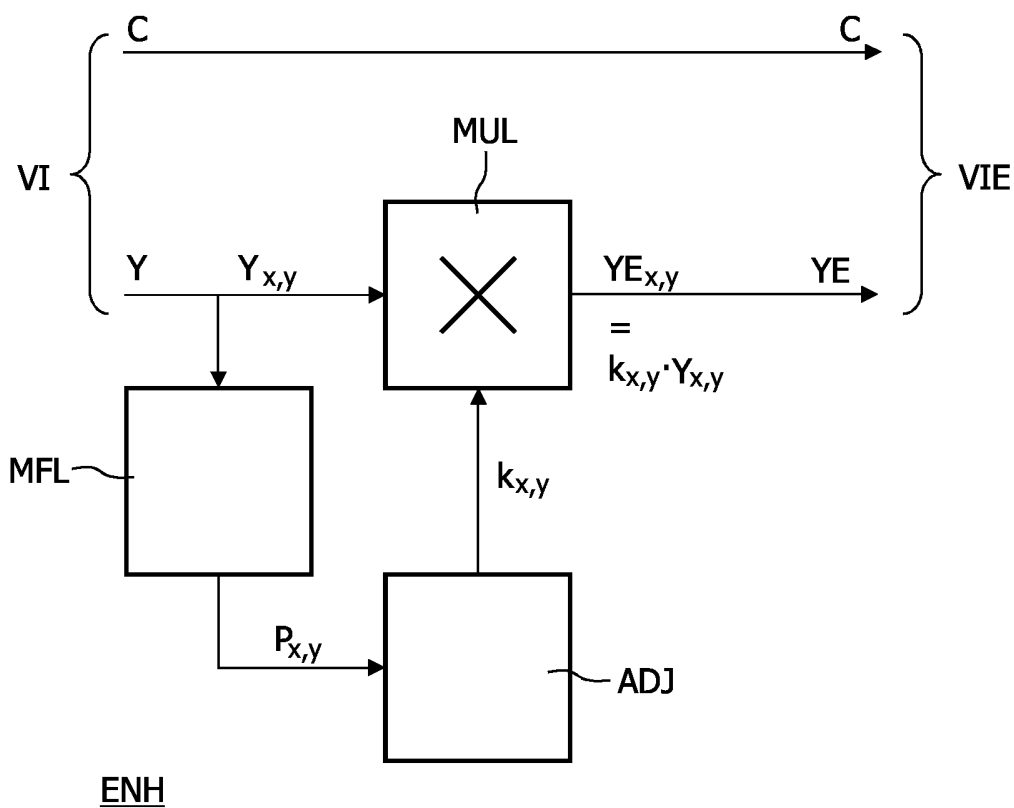 C C
MUL
VI VIE
Y Yx,y YEx,y YE
=
kx,y·Yx,y
MFL
kx,y
Px,y
ADJ
ENH